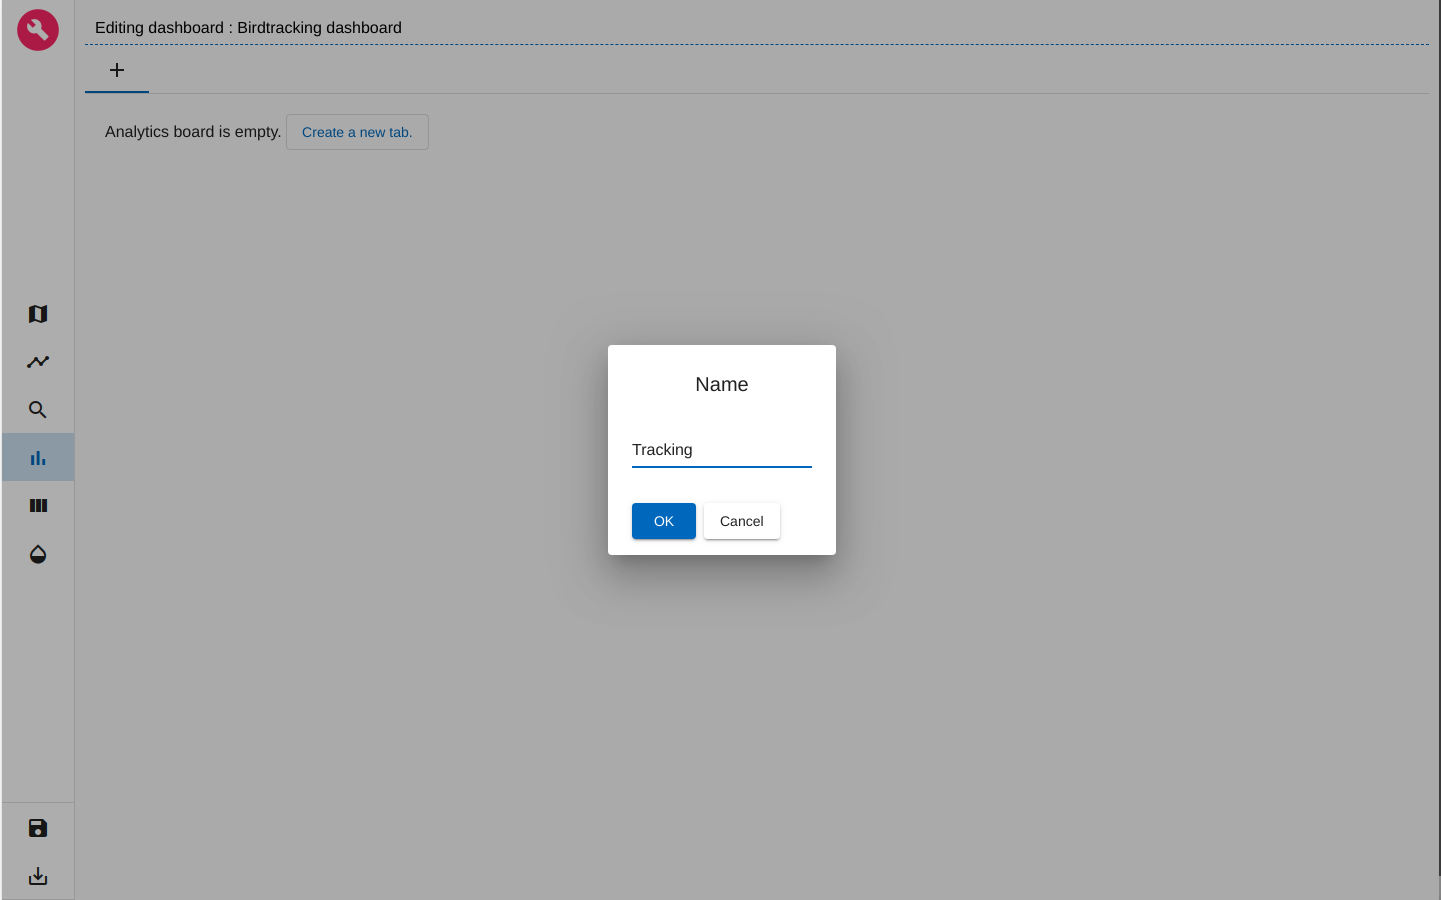 Editing dashboard : Birdtracking dashboard
Analytics board is empty. Create a new tab.
Name
Tracking
OK Cancel